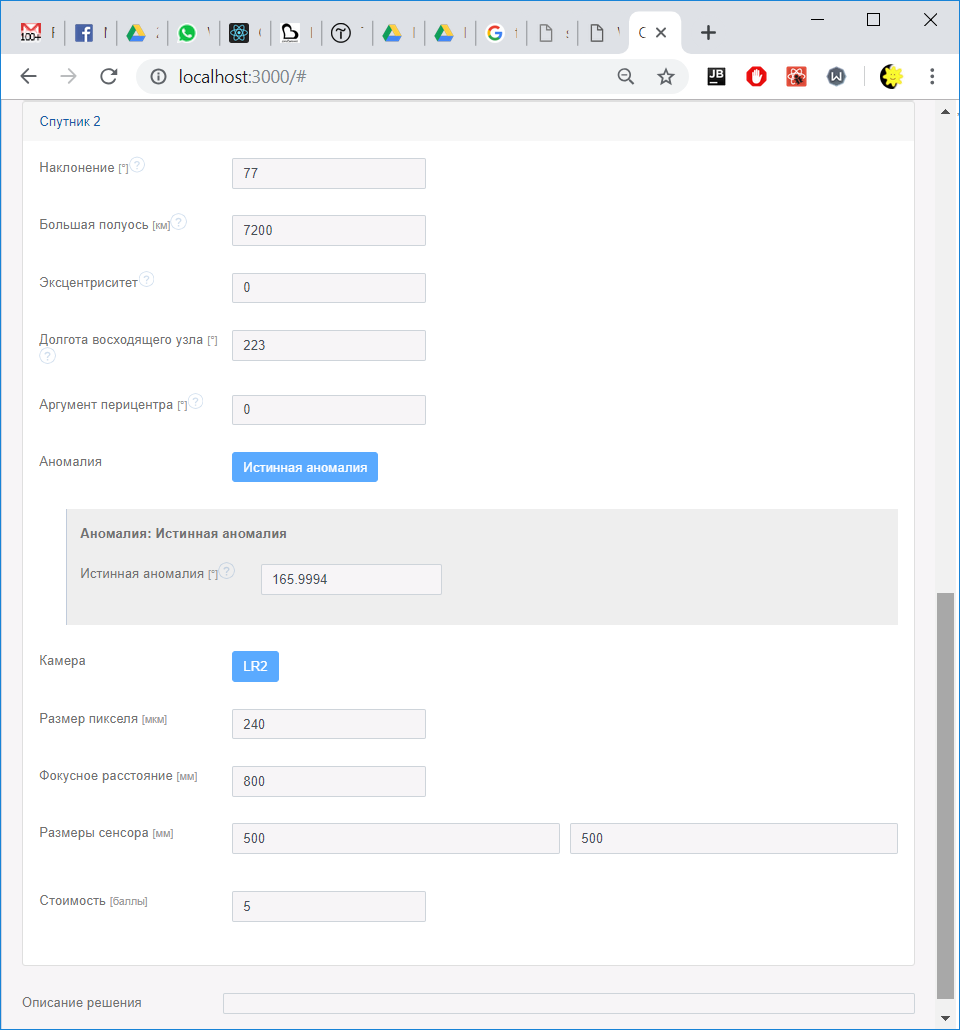 100+
localhost:3000/#
JB
W
Спутник 2
Наклонение [°] ?
77
Большая полуось [км] ?
7200
Эксцентриситет ?
0
Долгота восходящего узла [°]
?
223
Аргумент перицентра [°] ?
0
Аномалия
Истинная аномалия
Аномалия: Истинная аномалия
Истинная аномалия [°] ?
165.9994
Камера
LR2
Размер пикселя [мкм]
240
Фокусное расстояние [мм]
800
Размеры сенсора [мм]
500 500
Стоимость [баллы]
5
Описание решения